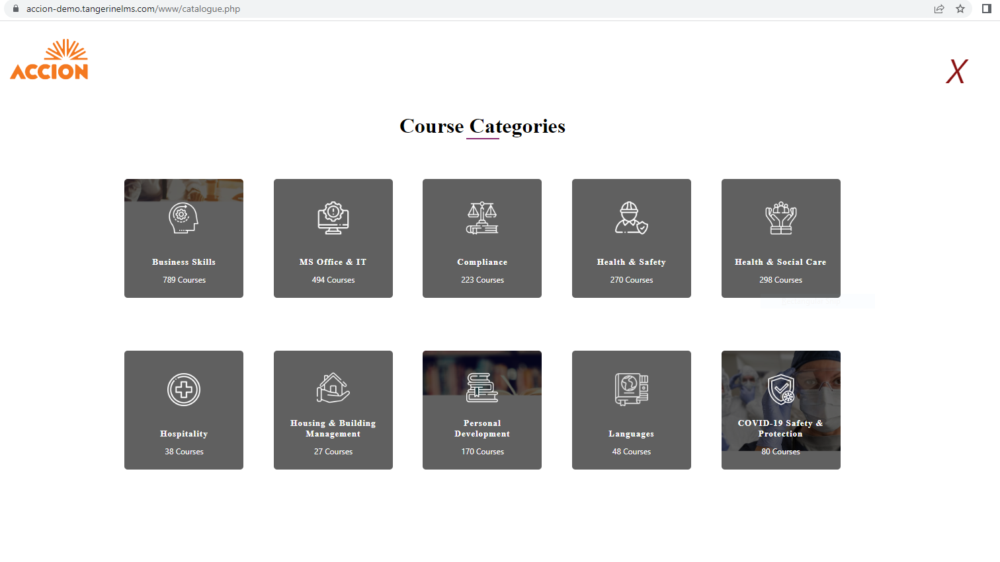 accion-demo.tangerinelms.com/www/catalogue.php
ACCION
X
Course Categories
Business Skills
789 Courses
MS Office & IT
494 Courses
Compliance
223 Courses
Health & Safety
270 Courses
Health & Social Care
298 Courses
Hospitality
38 Courses
Housing & Building
Management
27 Courses
Personal
Development
170 Courses
Languages
48 Courses
COVID-19 Safety &
Protection
80 Courses